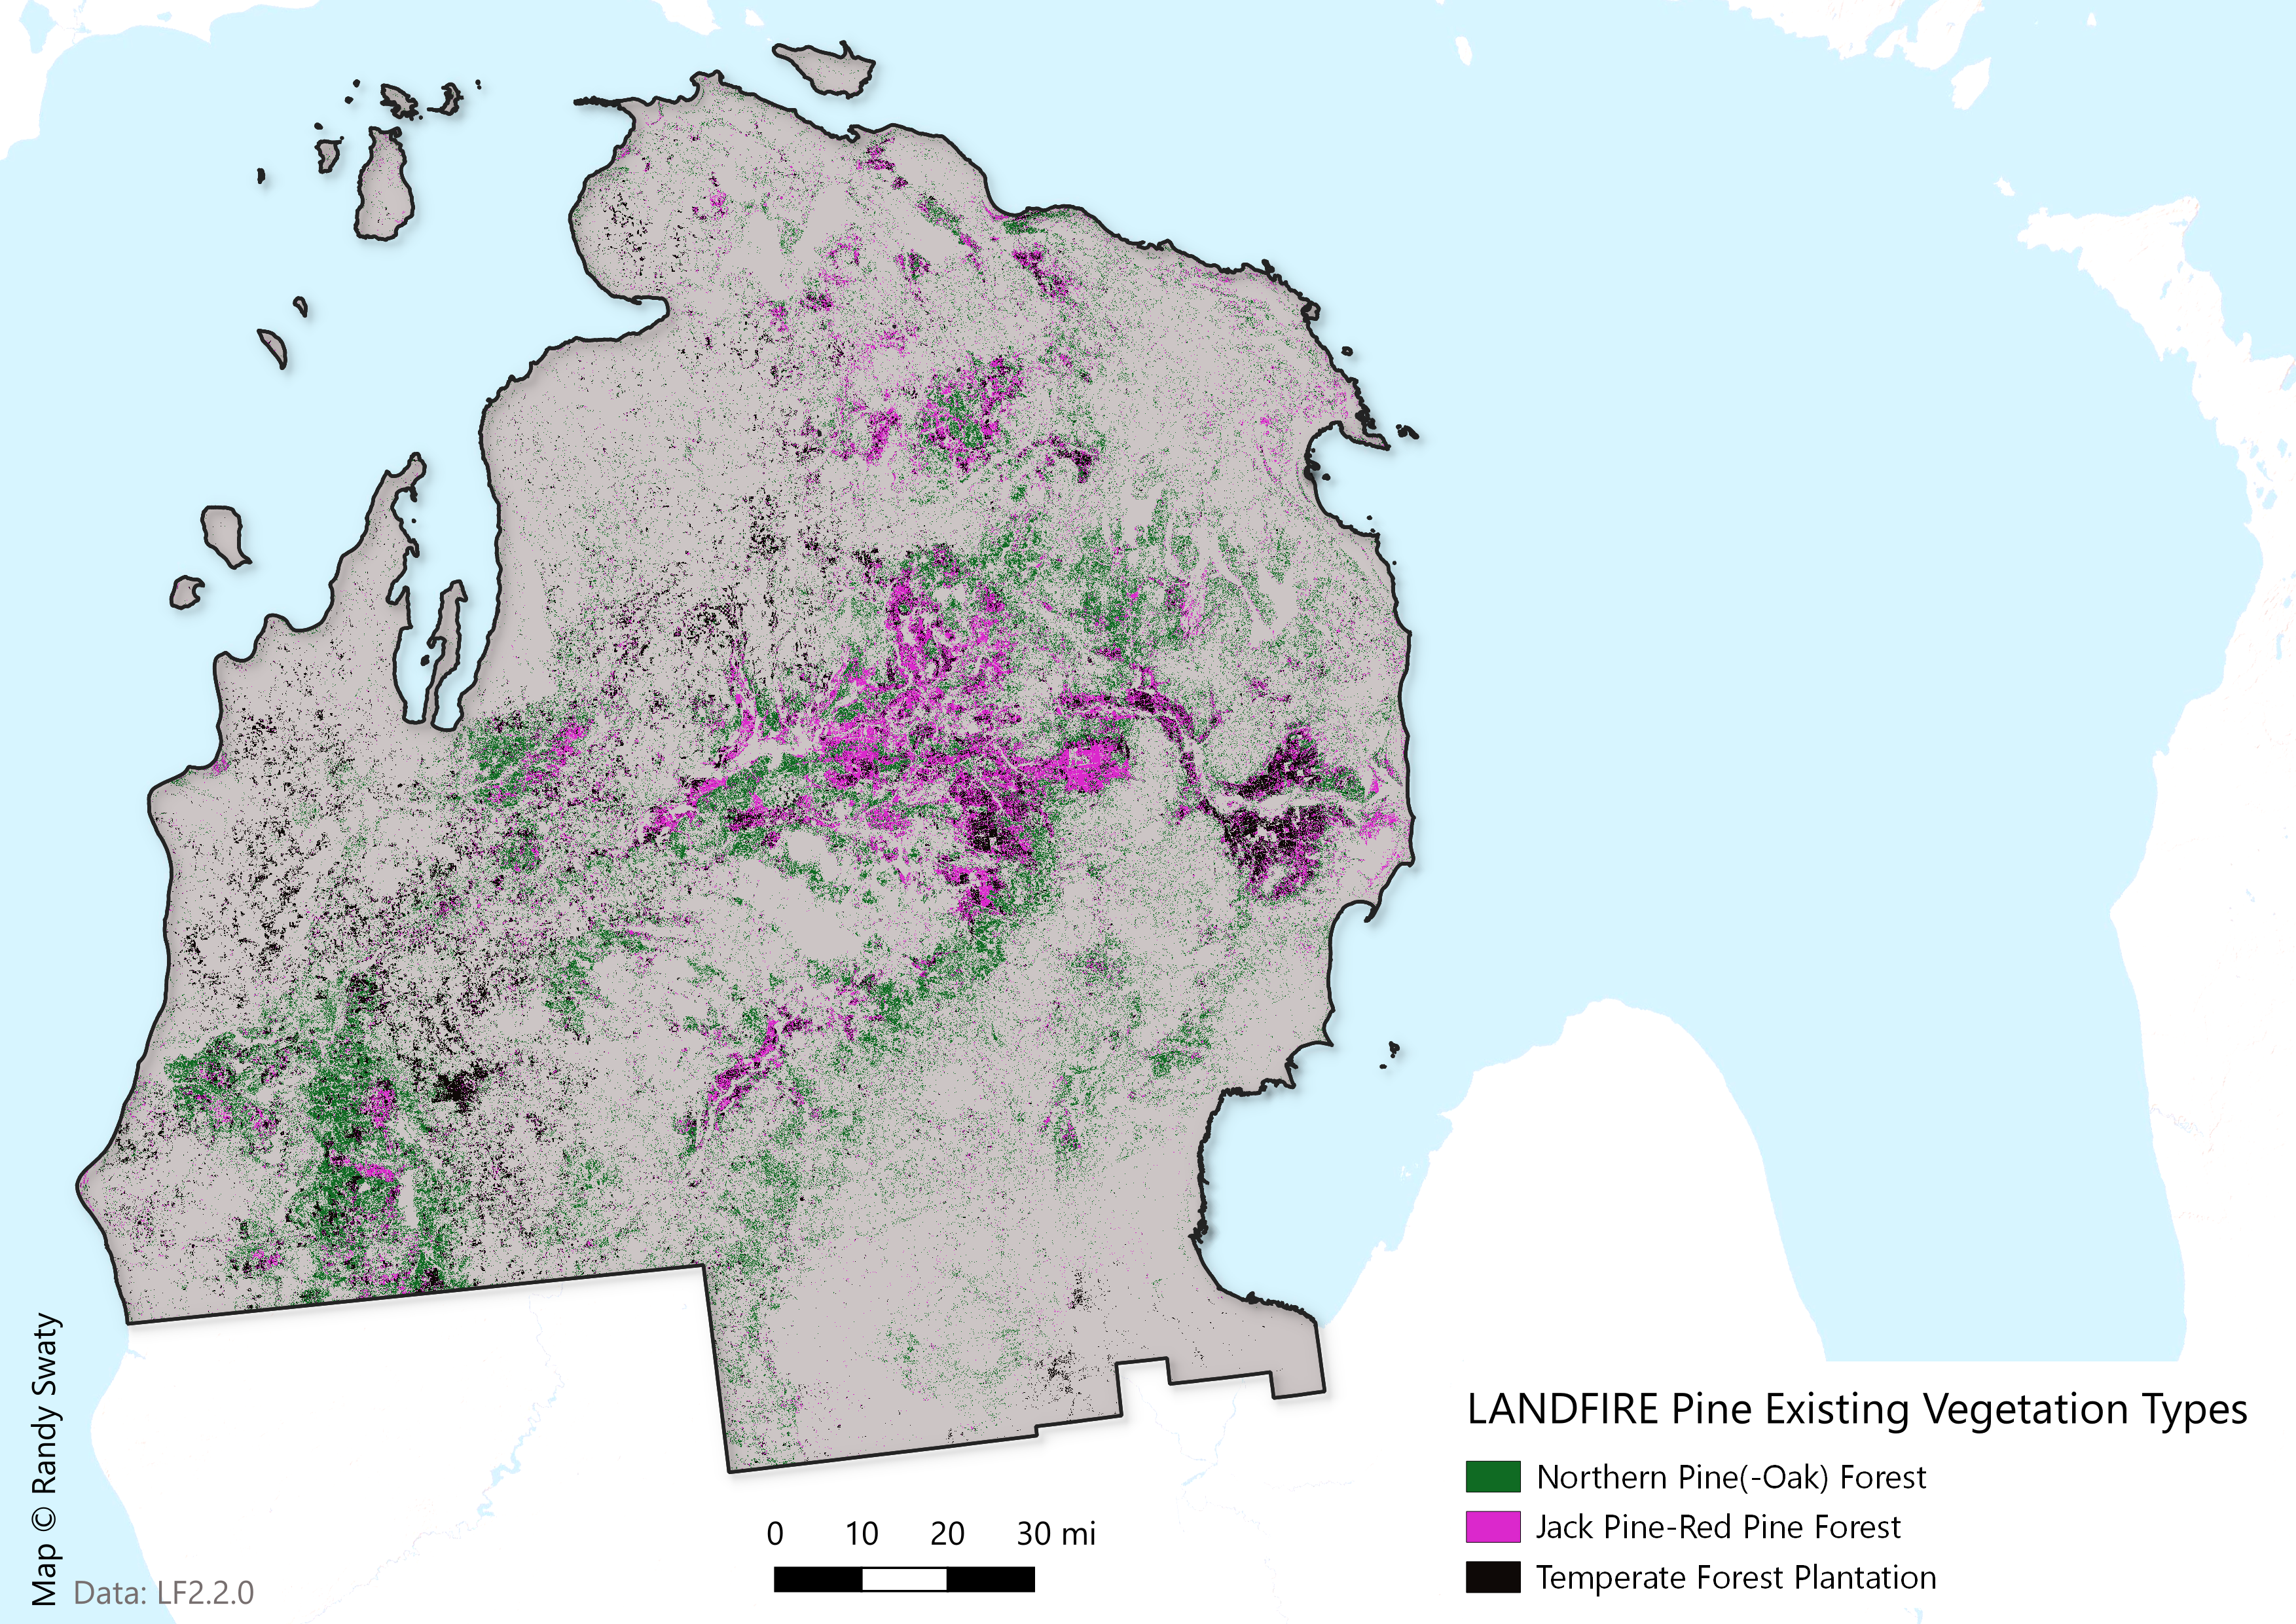 LANDFIRE Pine Existing Vegetation Types
Northern Pine(-Oak) Forest
Jack Pine-Red Pine Forest
Temperate Forest Plantation
0 10 20 30 mi
Map © Randy Swaty
Data: LF2.2.0